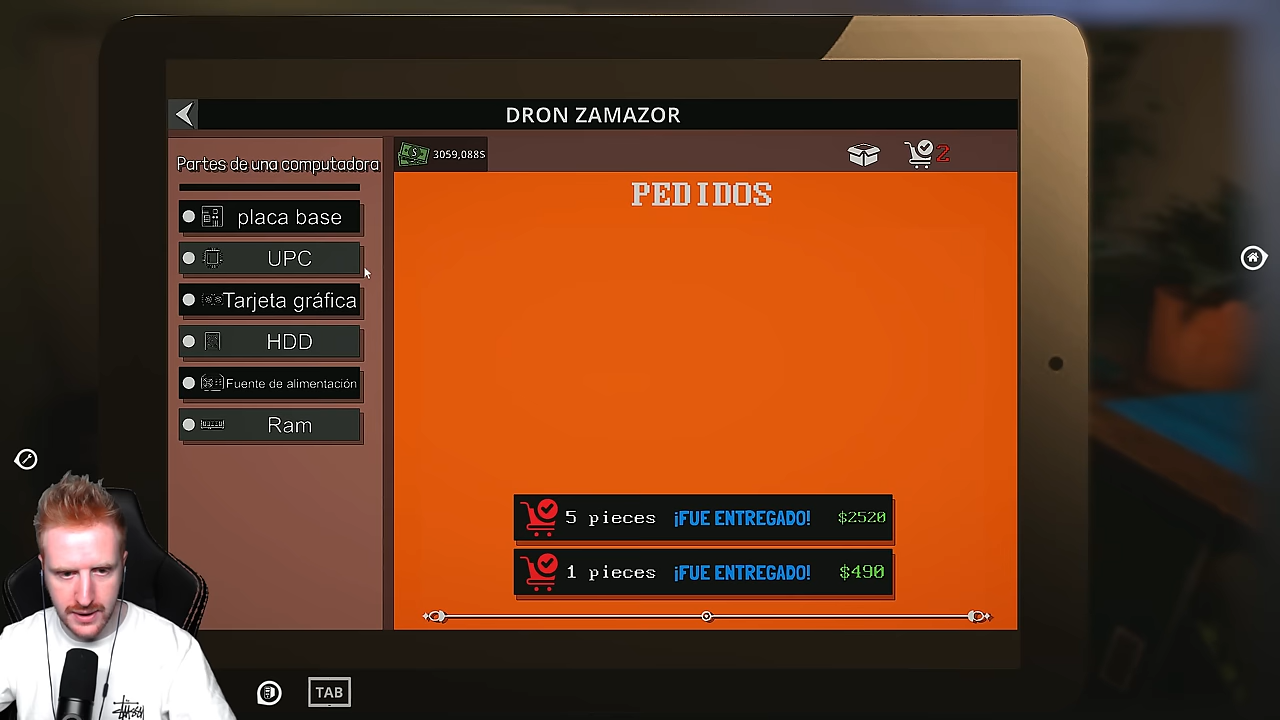 DRON ZAMAZOR
Partes de una computadora
3059,088$
2
placa base
UPC
Tarjeta gráfica
HDD
Fuente de alimentación
Ram
PEDIDOS
5 pieces ¡FUE ENTREGADO! $2520
1 pieces ¡FUE ENTREGADO! $490
TAB